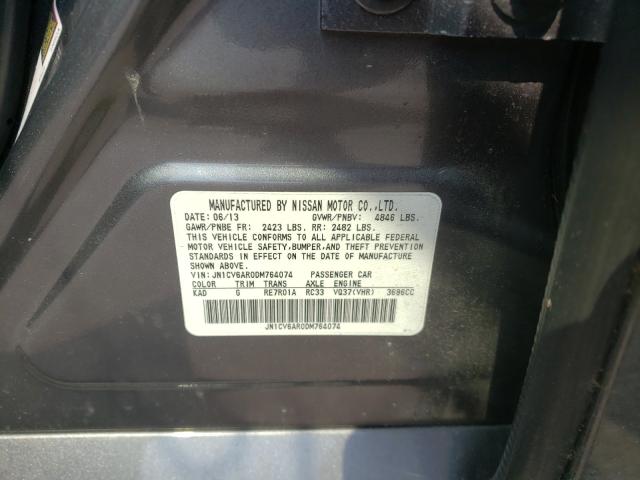 MANUFACTURED BY NISSAN MOTOR CO.,LTD.
DATE: 06/13 GVWR/PNBV: 4846 LBS.
GAWR/PNBE FR: 2423 LBS. RR: 2482 LBS.
THIS VEHICLE CONFORMS TO ALL APPLICABLE FEDERAL
MOTOR VEHICLE SAFETY,BUMPER,AND THEFT PREVENTION
STANDARDS IN EFFECT ON THE DATE OF MANUFACTURE
SHOWN ABOVE.
VIN: JN1CV6AR0DM764074 PASSENGER CAR
COLOR TRIM TRANS AXLE ENGINE
KAD G RE7R01A RC33 VQ37(VHR) 3696CC
JN1CV6AR0DM764074